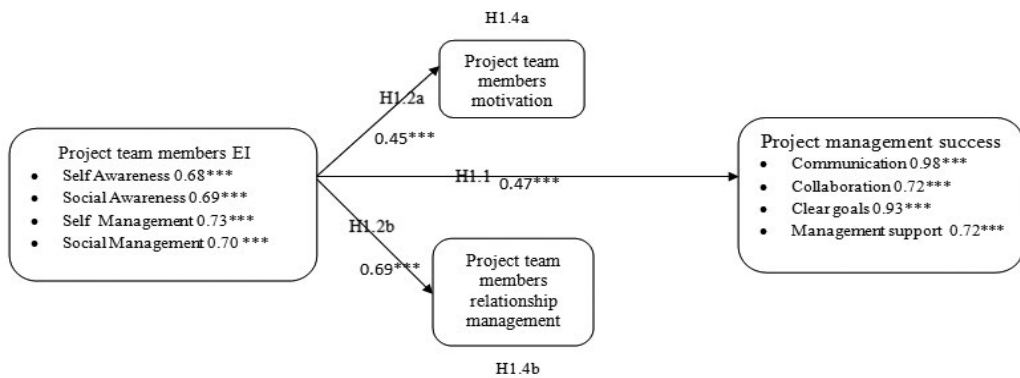 H1.4a
Project team
members
motivation
H1.2a
0.45***
Project team members EI
• Self Awareness 0.68***
• Social Awareness 0.69***
• Self Management 0.73***
• Social Management 0.70 ***
H1.1 0.47***
Project management success
• Communication 0.98***
• Collaboration 0.72***
• Clear goals 0.93***
• Management support 0.72***
H1.2b
0.69***
Project team
members
relationship
management
H1.4b